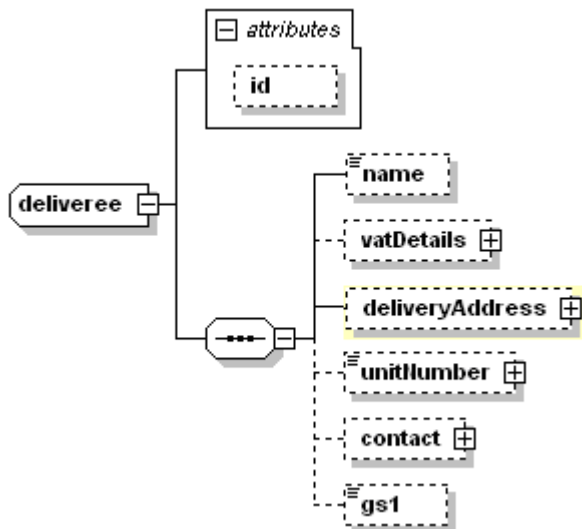 attributes
id
deliveree
name
vatDetails
deliveryAddress
unitNumber
contact
gs1